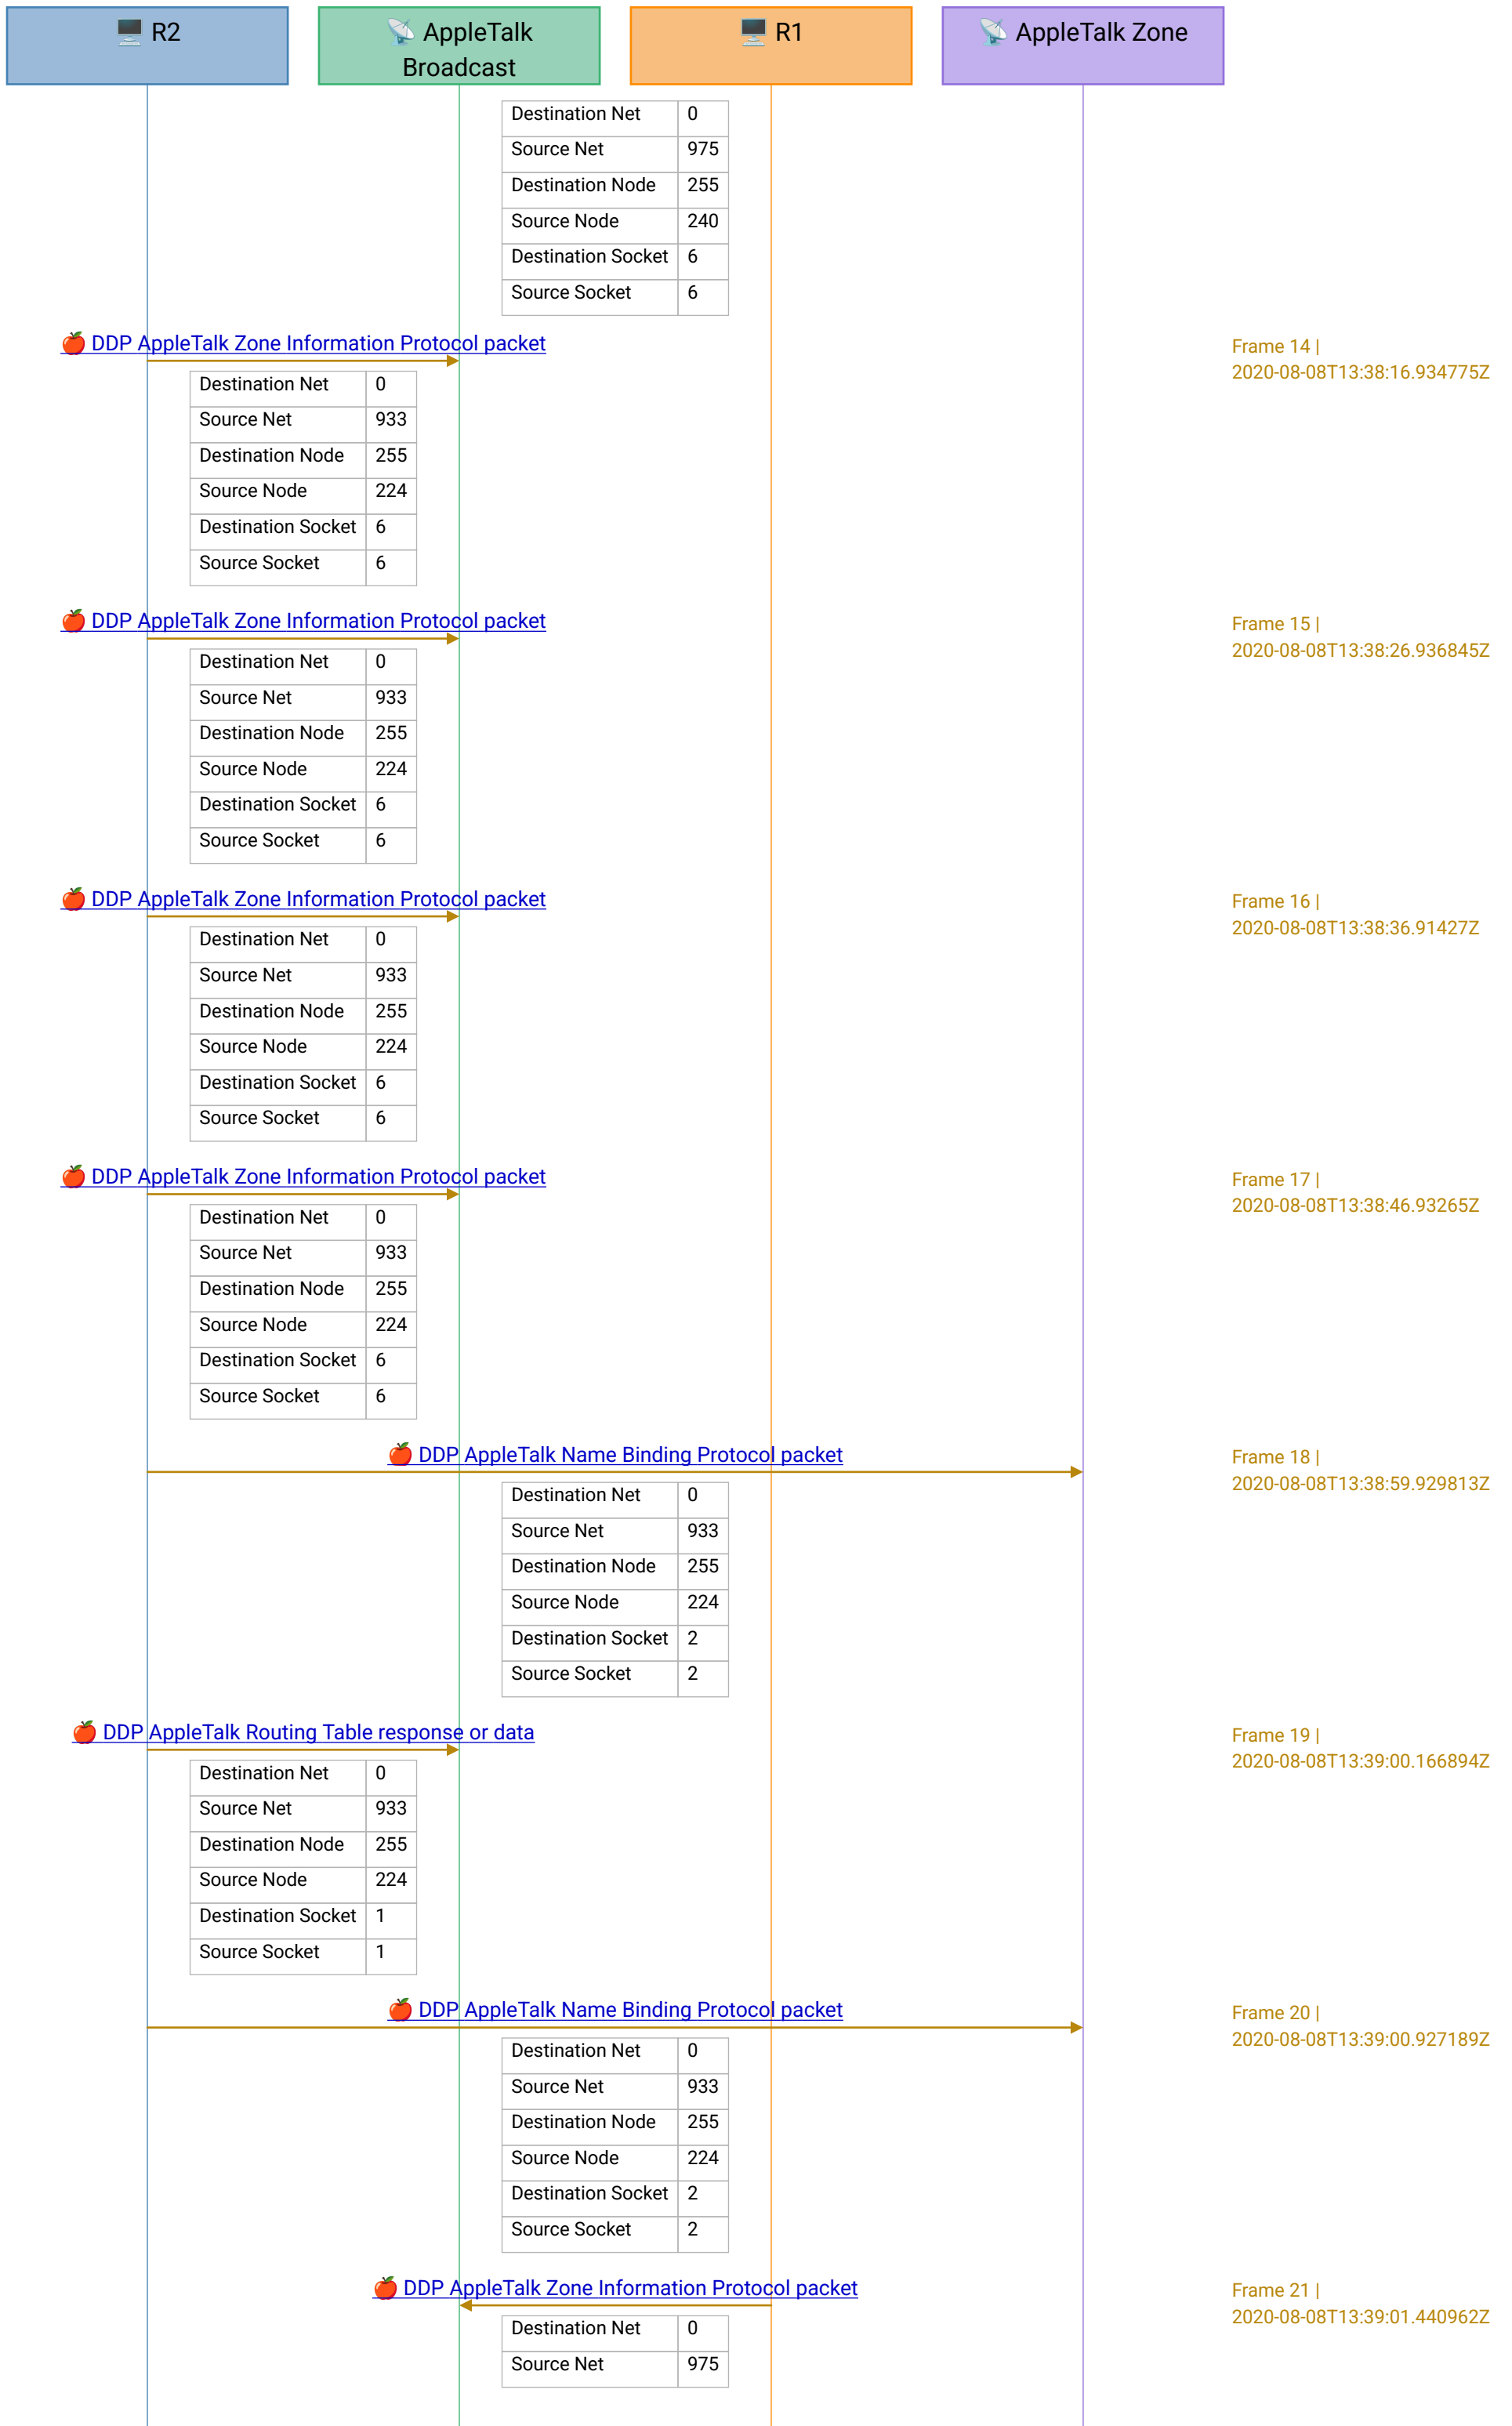 🖥️ R2
📡 AppleTalk
Broadcast
🖥️ R1
📡 AppleTalk Zone
Destination Net 0
Source Net 975
Destination Node 255
Source Node 240
Destination Socket 6
Source Socket 6
🍎 DDP AppleTalk Zone Information Protocol packet
Frame 14 |
2020-08-08T13:38:16.934775Z
Destination Net 0
Source Net 933
Destination Node 255
Source Node 224
Destination Socket 6
Source Socket 6
🍎 DDP AppleTalk Zone Information Protocol packet
Frame 15 |
2020-08-08T13:38:26.936845Z
Destination Net 0
Source Net 933
Destination Node 255
Source Node 224
Destination Socket 6
Source Socket 6
🍎 DDP AppleTalk Zone Information Protocol packet
Frame 16 |
2020-08-08T13:38:36.91427Z
Destination Net 0
Source Net 933
Destination Node 255
Source Node 224
Destination Socket 6
Source Socket 6
🍎 DDP AppleTalk Zone Information Protocol packet
Frame 17 |
2020-08-08T13:38:46.93265Z
Destination Net 0
Source Net 933
Destination Node 255
Source Node 224
Destination Socket 6
Source Socket 6
🍎 DDP AppleTalk Name Binding Protocol packet
Frame 18 |
2020-08-08T13:38:59.929813Z
Destination Net 0
Source Net 933
Destination Node 255
Source Node 224
Destination Socket 2
Source Socket 2
🍎 DDP AppleTalk Routing Table response or data
Frame 19 |
2020-08-08T13:39:00.166894Z
Destination Net 0
Source Net 933
Destination Node 255
Source Node 224
Destination Socket 1
Source Socket 1
🍎 DDP AppleTalk Name Binding Protocol packet
Frame 20 |
2020-08-08T13:39:00.927189Z
Destination Net 0
Source Net 933
Destination Node 255
Source Node 224
Destination Socket 2
Source Socket 2
🍎 DDP AppleTalk Zone Information Protocol packet
Frame 21 |
2020-08-08T13:39:01.440962Z
Destination Net 0
Source Net 975